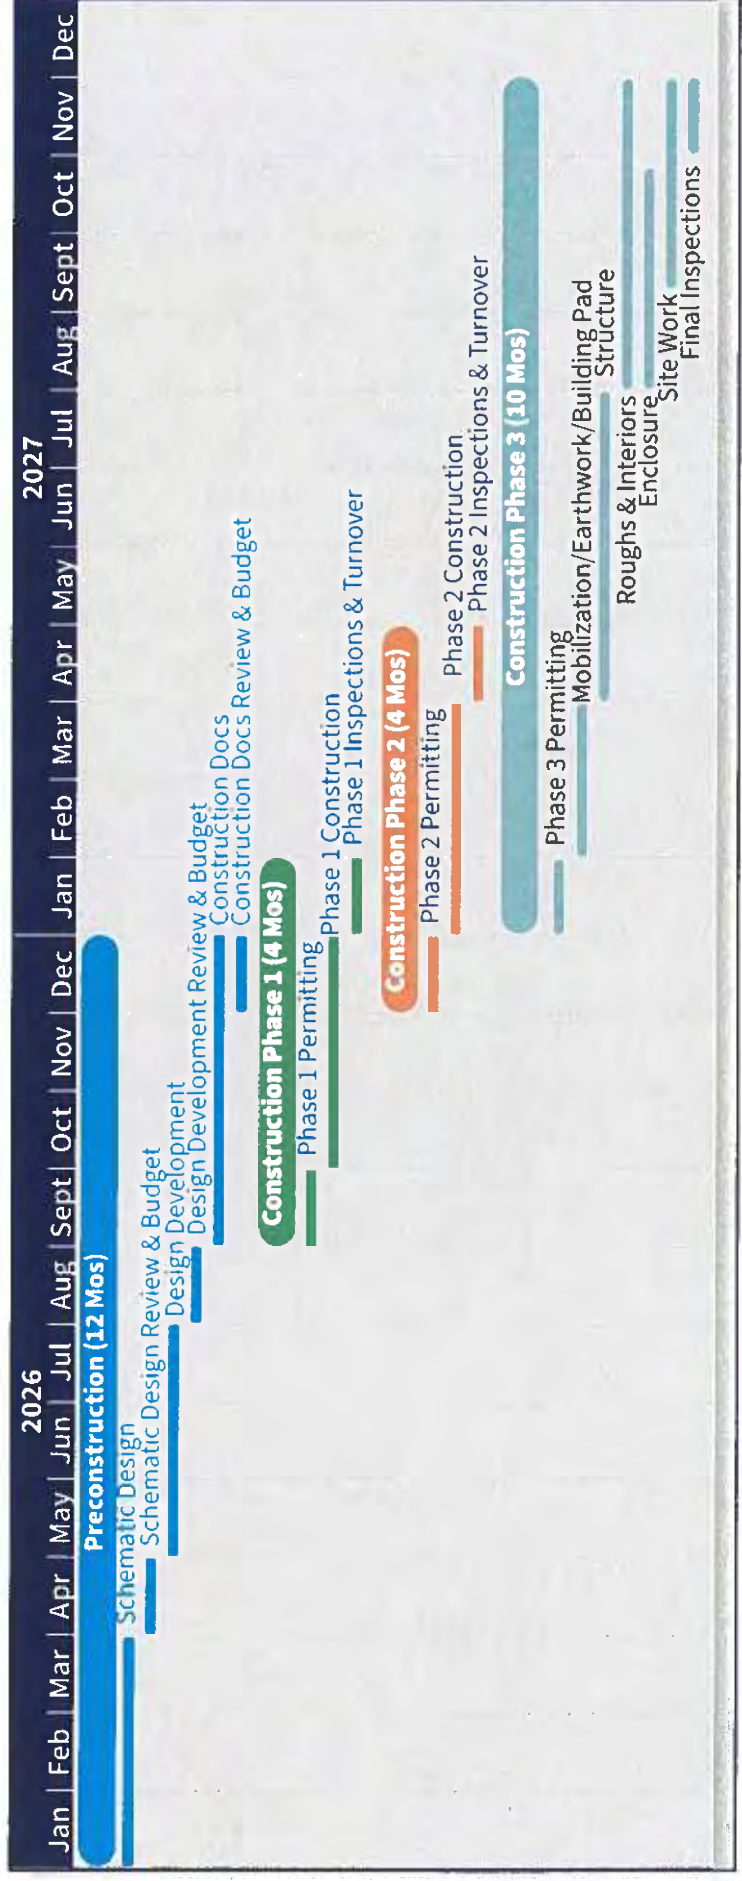 2026 2027
Jan | Feb | Mar | Apr | May | Jun | Jul | Aug | Sept | Oct | Nov | Dec | Jan | Feb | Mar | Apr | May | Jun | Jul | Aug | Sept | Oct | Nov | Dec
Preconstruction (12 Mos)
Schematic Design
Schematic Design Review & Budget
Design Development
Design Development Review & Budget
Construction Docs
Construction Docs Review & Budget
Construction Phase 1 (4 Mos)
Phase 1 Permitting
Phase 1 Construction
Phase 1 Inspections & Turnover
Construction Phase 2 (4 Mos)
Phase 2 Permitting
Phase 2 Construction
Phase 2 Inspections & Turnover
Construction Phase 3 (10 Mos)
Phase 3 Permitting
Mobilization/Earthwork/Building Pad
Structure
Roughs & Interiors
Enclosure
Site Work
Final Inspections